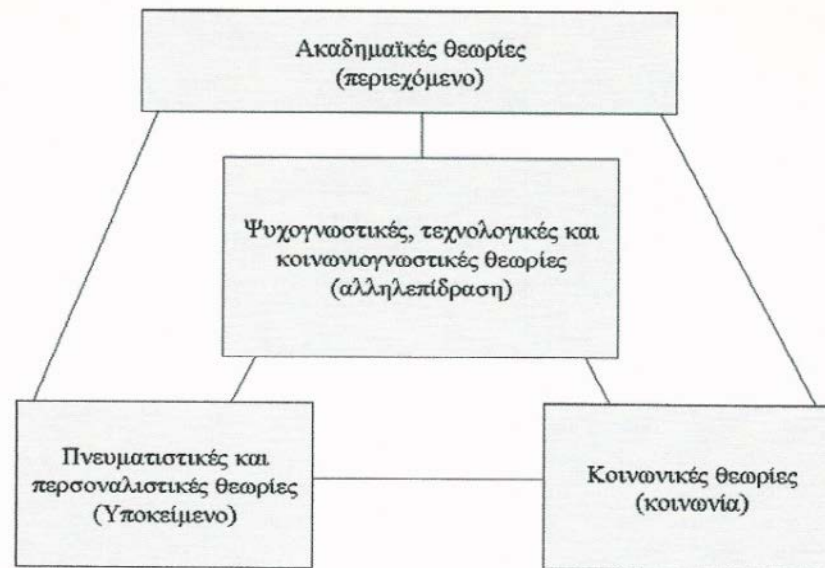 Ακαδημαϊκές θεωρίες
(περιεχόμενο)
Ψυχογνωστικές, τεχνολογικές και
κοινωνιογνωστικές θεωρίες
(αλληλεπίδραση)
Πνευματιστικές και
περσοναλιστικές θεωρίες
(Υποκείμενο)
Κοινωνικές θεωρίες
(κοινωνία)